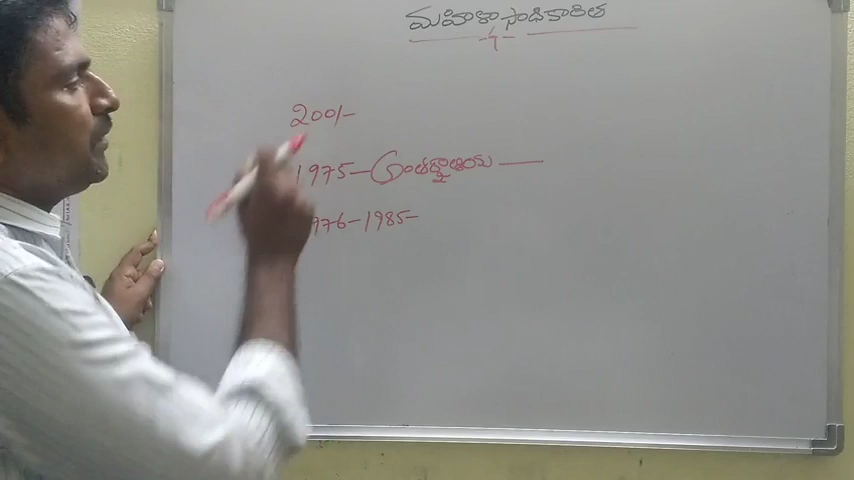 మహిళా సాధికారిత
2001-
1975- అంతర్జాతీయ —
1976-1985-